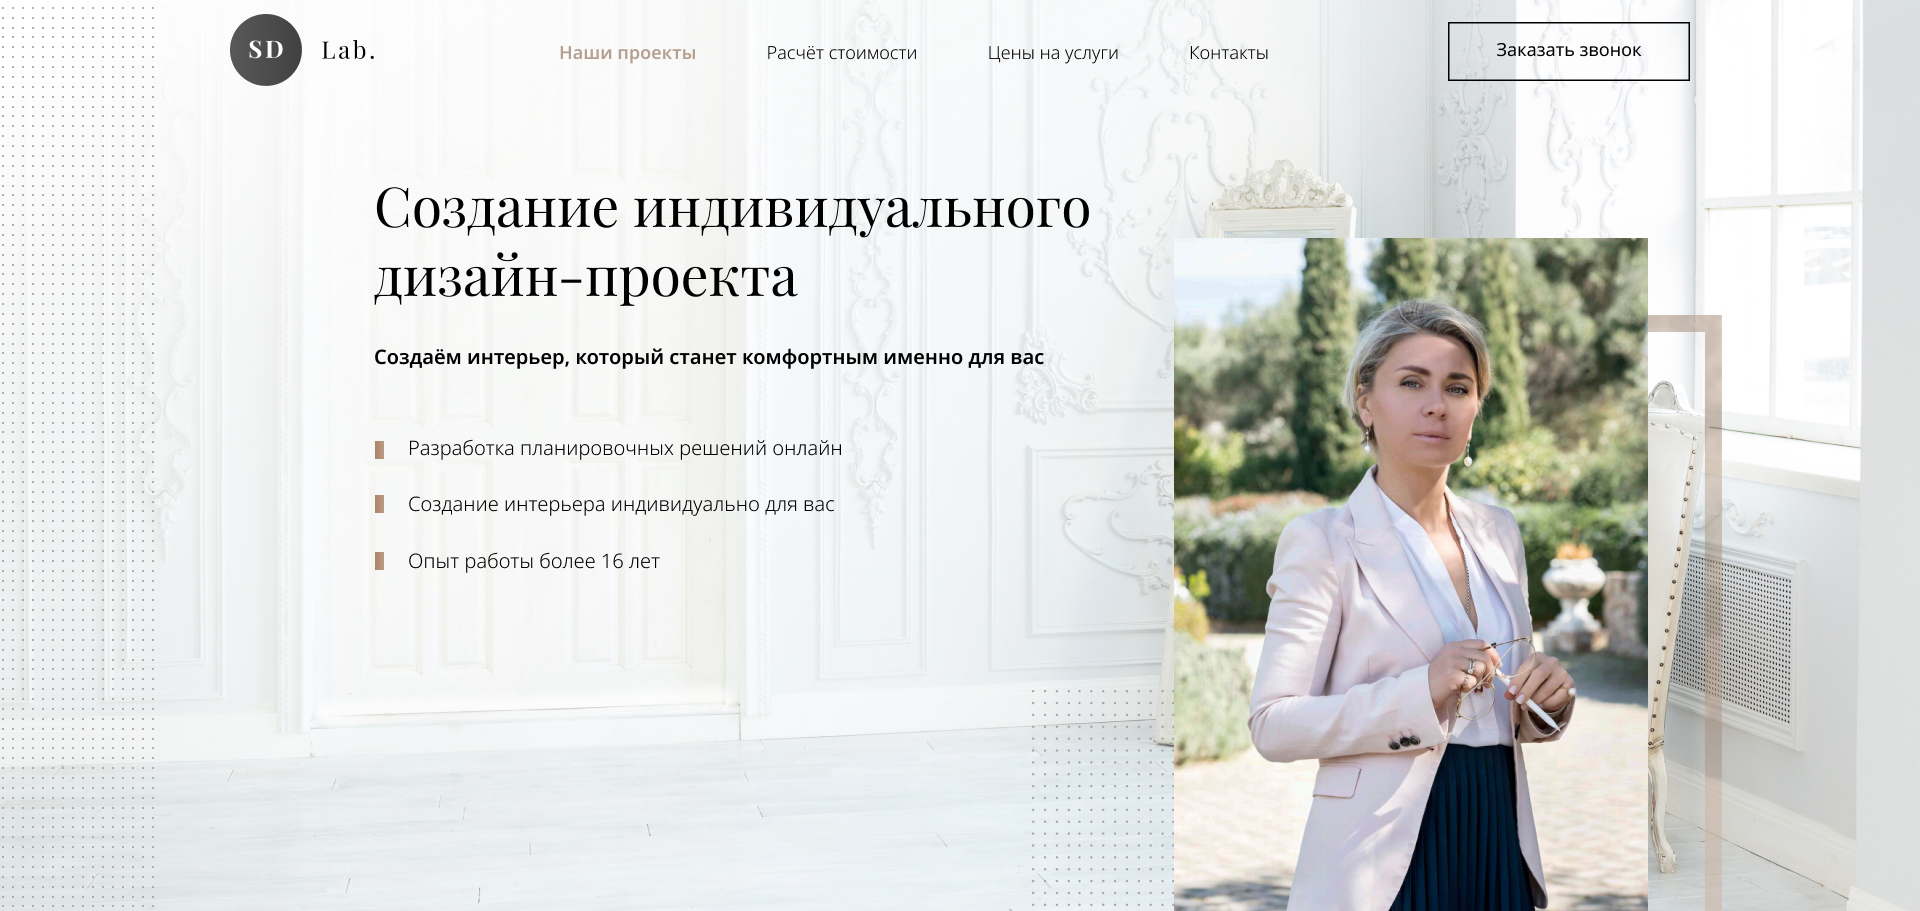 SD Lab.
Наши проекты
Расчёт стоимости
Цены на услуги
Контакты
Заказать звонок
Создание индивидуального
дизайн-проекта
Создаём интерьер, который станет комфортным именно для вас
Разработка планировочных решений онлайн
Создание интерьера индивидуально для вас
Опыт работы более 16 лет